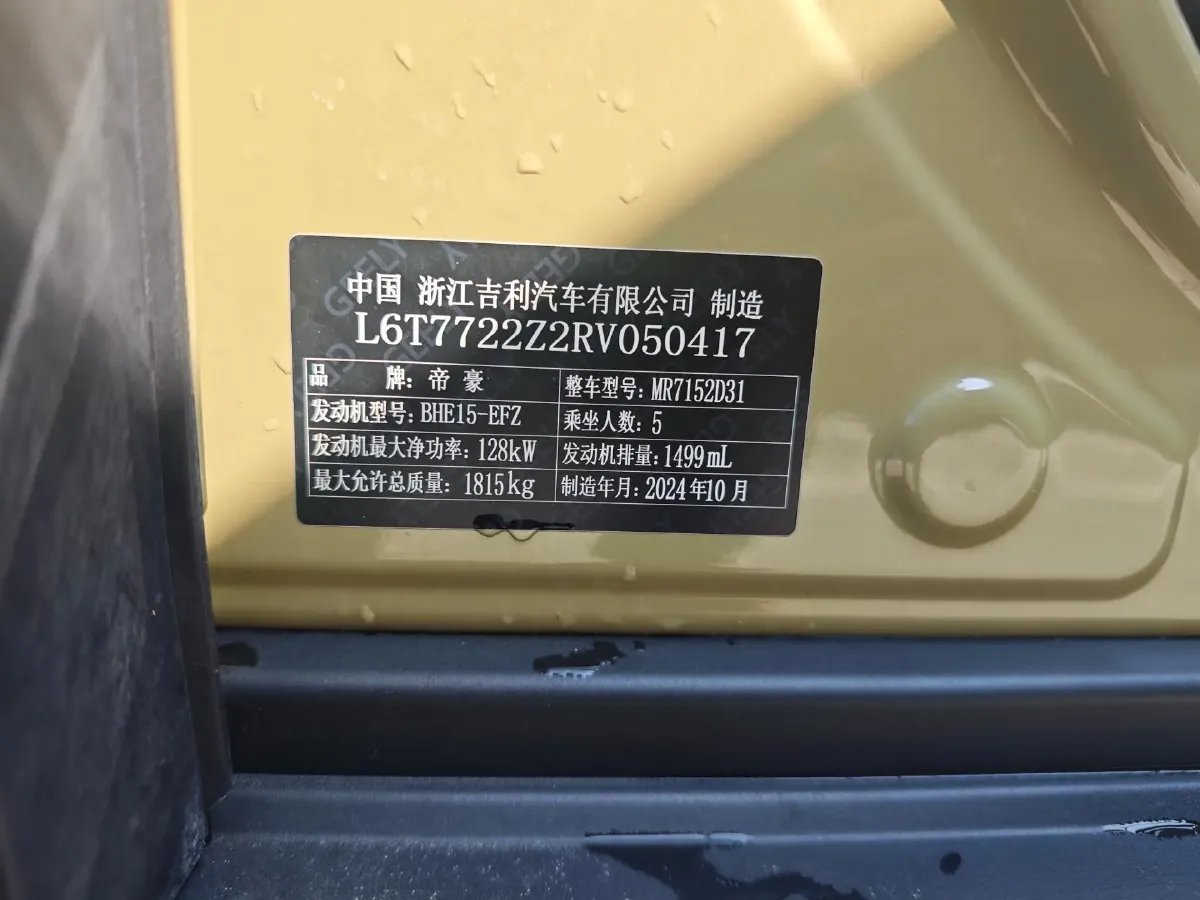 中国 浙江吉利汽车有限公司 制造
L6T7722Z2RV050417
品 牌: 帝豪 整车型号: MR7152D31
发动机型号: BHE15-EFZ 乘坐人数: 5
发动机最大净功率: 128kW 发动机排量: 1499mL
最大允许总质量: 1815kg 制造年月: 2024年10月
GEELY